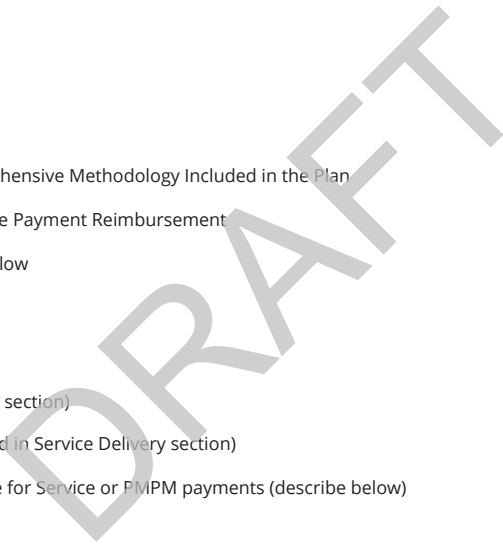 hensive Methodology Included in the Plan
e Payment Reimbursement
low
section)
d in Service Delivery section)
e for Service or PMPM payments (describe below)
DRAFT